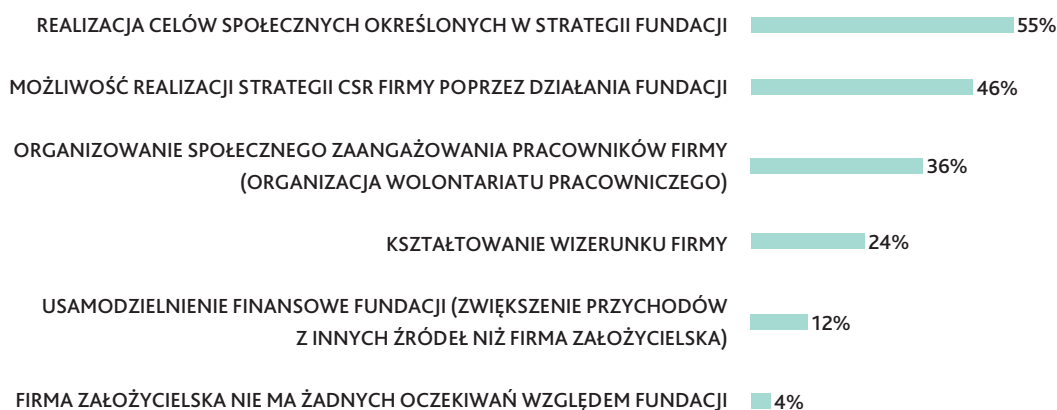 REALIZACJA CELÓW SPOŁECZNYCH OKREŚLONYCH W STRATEGII FUNDACJI 55%
MOŻLIWOŚĆ REALIZACJI STRATEGII CSR FIRMY POPRZEZ DZIAŁANIA FUNDACJI 46%
ORGANIZOWANIE SPOŁECZNEGO ZAANGAŻOWANIA PRACOWNIKÓW FIRMY
(ORGANIZACJA WOLONTARIATU PRACOWNICZEGO) 36%
KSZTAŁTOWANIE WIZERUNKU FIRMY 24%
USAMODZIELNIENIE FINANSOWE FUNDACJI (ZWIĘKSZENIE PRZYCHODÓW
Z INNYCH ŹRÓDEŁ NIŻ FIRMA ZAŁOŻYCIELSKA) 12%
FIRMA ZAŁOŻYCIELSKA NIE MA ŻADNYCH OCZEKIWAŃ WZGLĘDEM FUNDACJI 4%